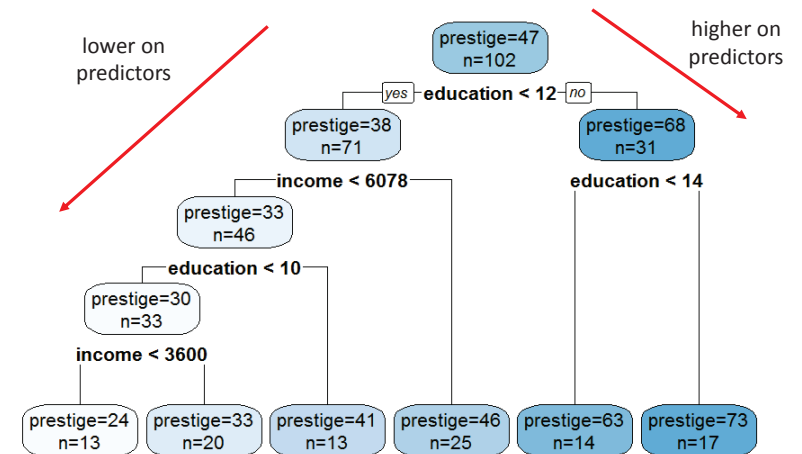 lower on
predictors
higher on
predictors
prestige=47
n=102
yes education < 12 no
prestige=38
n=71
prestige=68
n=31
income < 6078
education < 14
prestige=33
n=46
education < 10
prestige=30
n=33
income < 3600
prestige=24
n=13
prestige=33
n=20
prestige=41
n=13
prestige=46
n=25
prestige=63
n=14
prestige=73
n=17